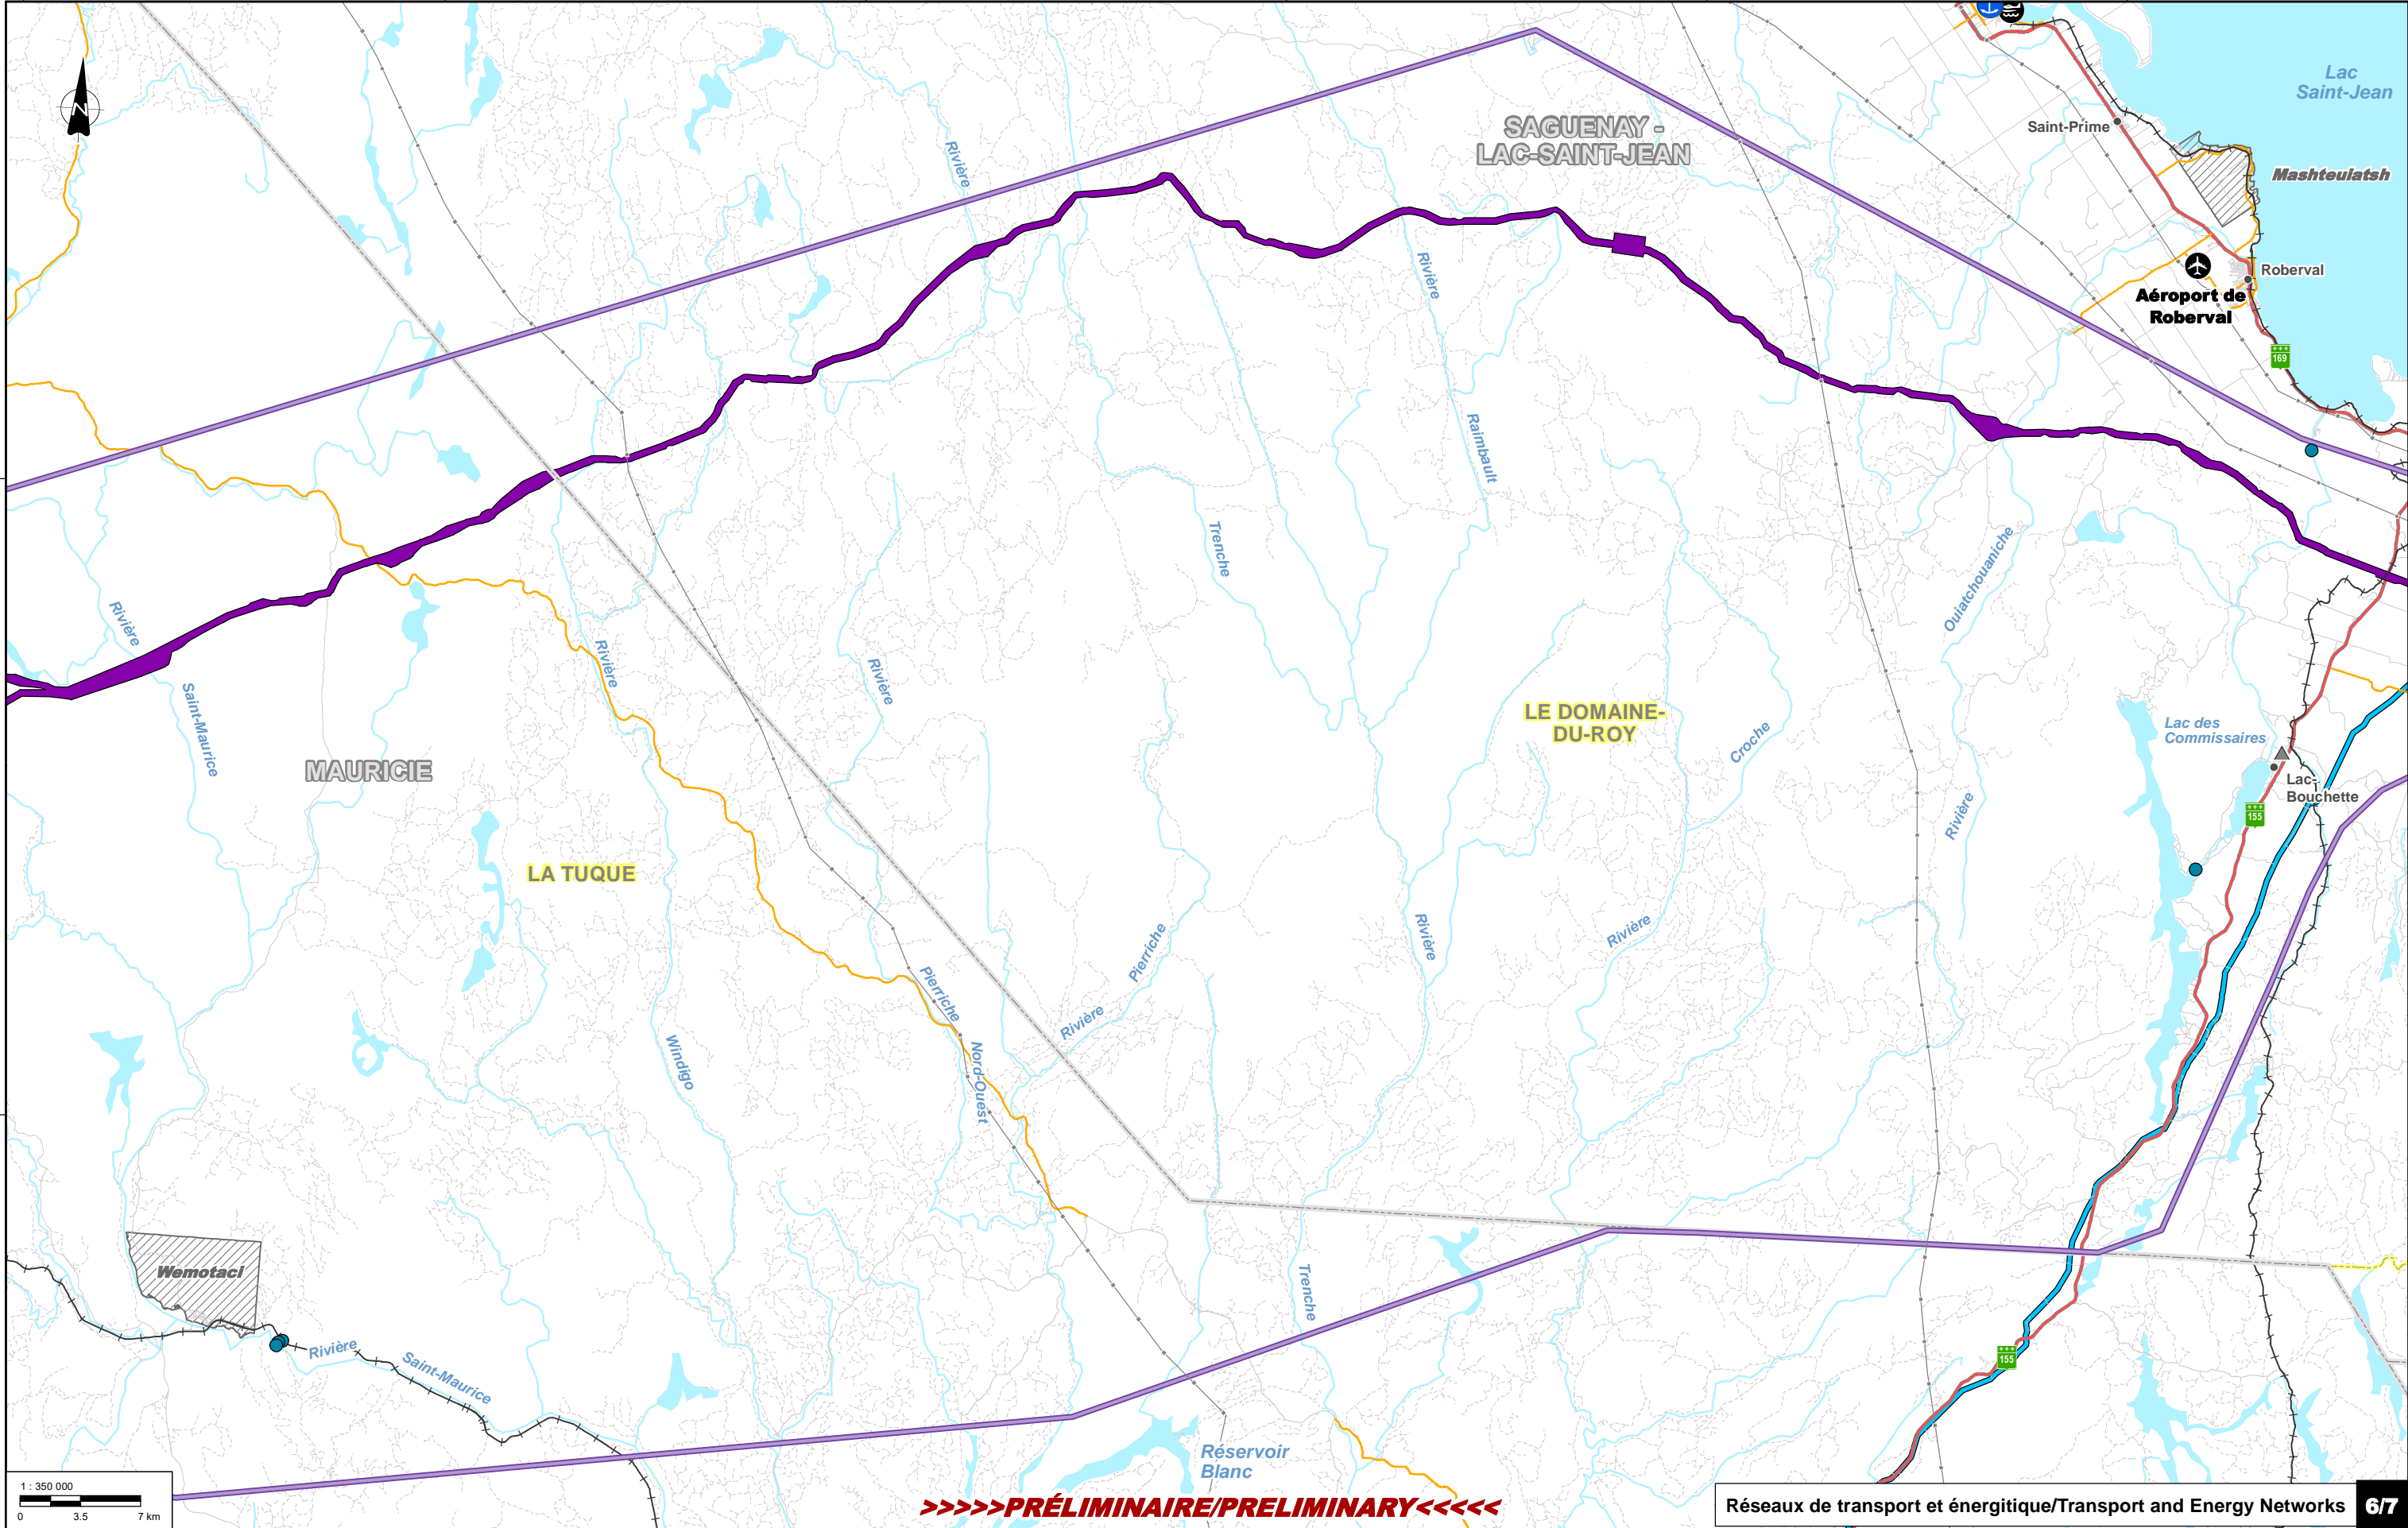 N
Lac
Saint-Jean
SAGUENAY -
LAC-SAINT-JEAN
Saint-Prime
Mashteuiatsh
Rivière
Roberval
Aéroport de
Roberval
Rivière
169
Raimbault
Trenche
Ouiatchouaniche
Rivière
Rivière
Rivière
Saint-Maurice
LE DOMAINE-
DU-ROY
Croche
Lac des
Commissaires
MAURICIE
Lac-
Bouchette
155
Rivière
LA TUQUE
Rivière
Rivière
Pierriche
Pierriche
Rivière
Nord-Ouest
Windigo
Wemotaci
Trenche
Rivière
Saint-Maurice
155
Réservoir
Blanc
1 : 350 000
0 3.5 7 km
>>>>>PRÉLIMINAIRE/PRELIMINARY<<<<<
Réseaux de transport et énergitique/Transport and Energy Networks 6/7